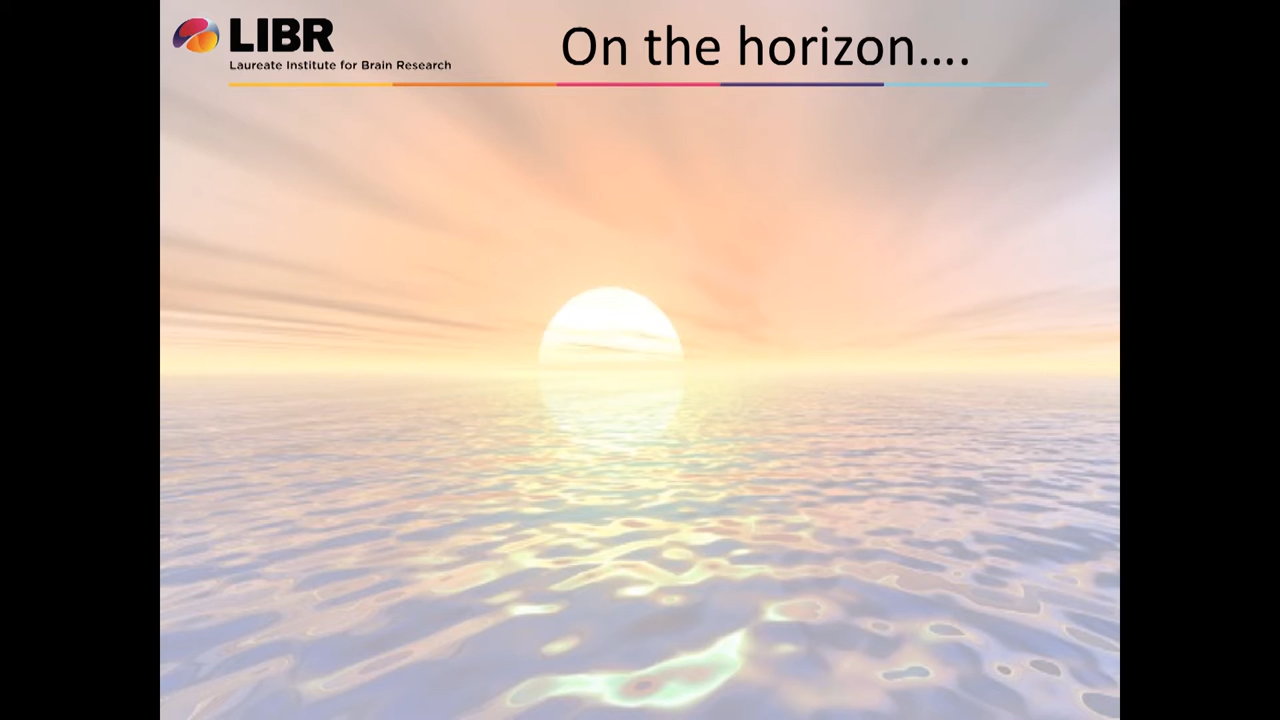 LIBR
Laureate Institute for Brain Research
On the horizon....